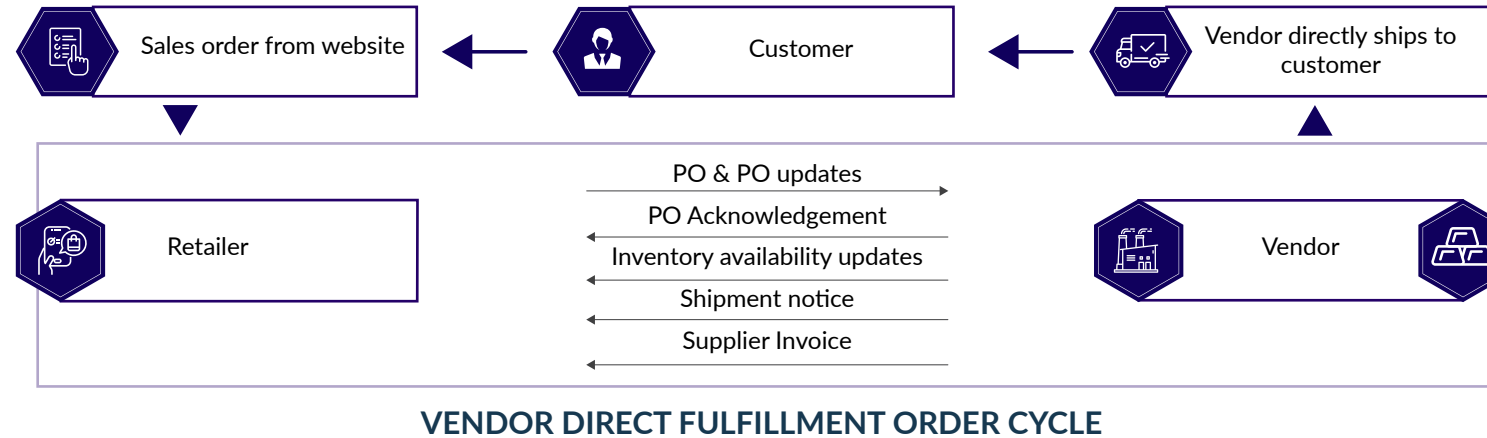 Sales order from website
Customer
Vendor directly ships to
customer
PO & PO updates
PO Acknowledgement
Inventory availability updates
Shipment notice
Supplier Invoice
Retailer
Vendor
VENDOR DIRECT FULFILLMENT ORDER CYCLE